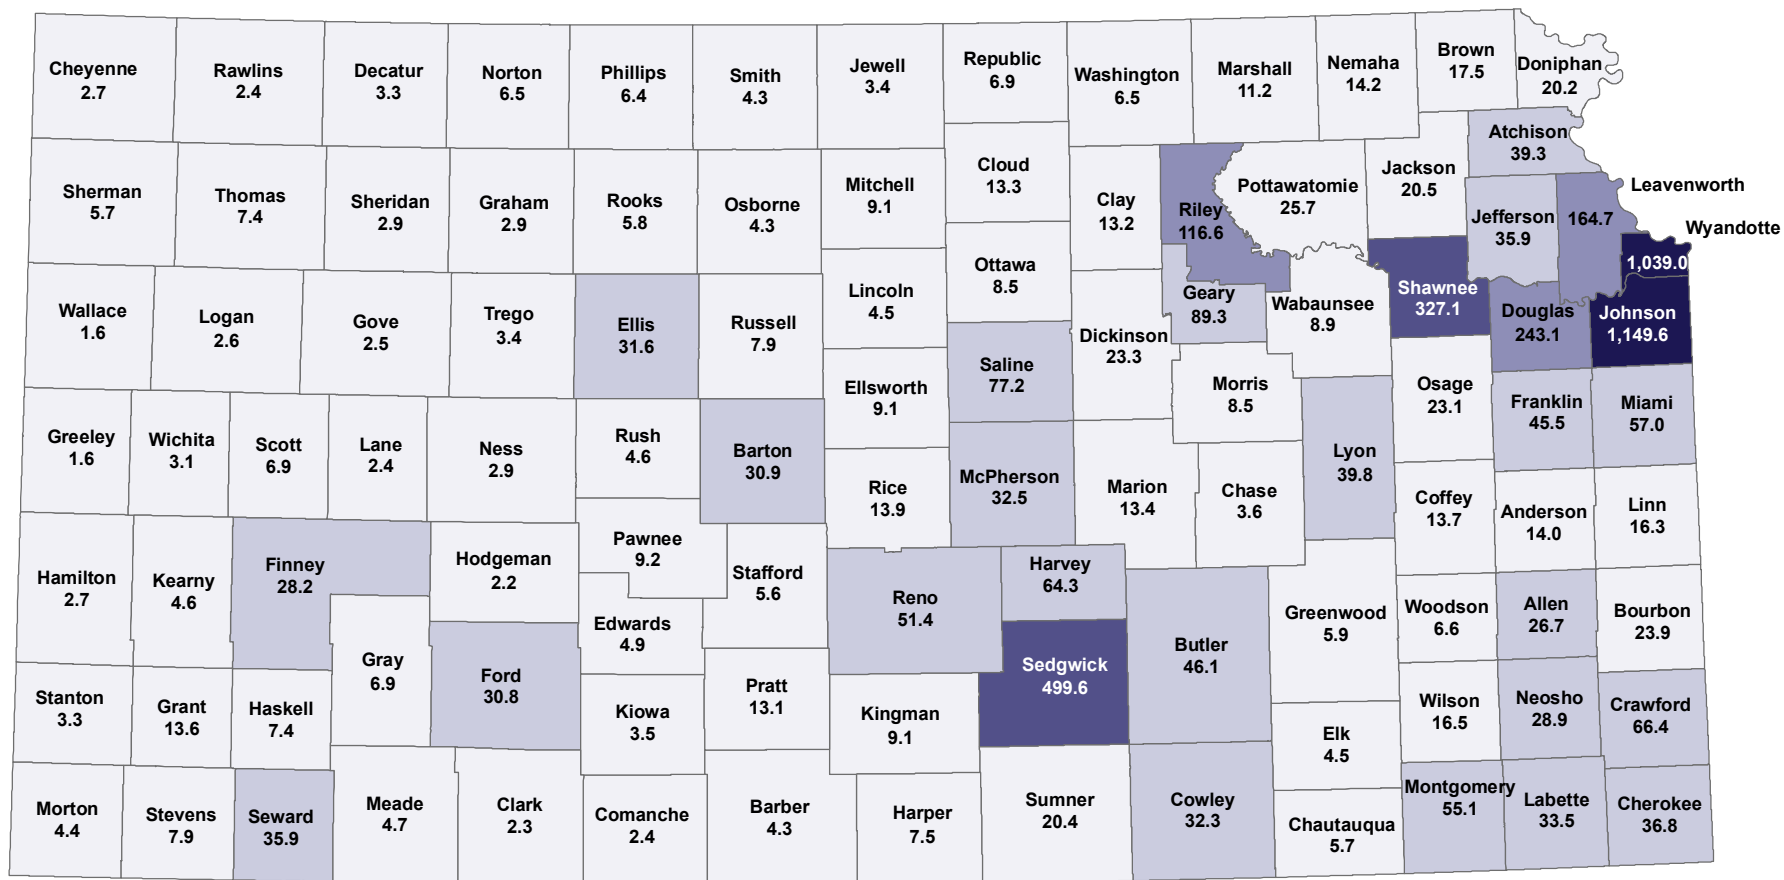 Cheyenne
2.7
Rawlins
2.4
Decatur
3.3
Norton
6.5
Phillips
6.4
Smith
4.3
Jewell
3.4
Republic
6.9
Washington
6.5
Marshall
11.2
Nemaha
14.2
Brown
17.5
Doniphan
20.2
Atchison
39.3
Sherman
5.7
Thomas
7.4
Sheridan
2.9
Graham
2.9
Rooks
5.8
Osborne
4.3
Mitchell
9.1
Cloud
13.3
Clay
13.2
Riley
116.6
Pottawatomie
25.7
Jackson
20.5
Jefferson
35.9
Leavenworth
164.7
Wyandotte
1,039.0
Wallace
1.6
Logan
2.6
Gove
2.5
Trego
3.4
Ellis
31.6
Russell
7.9
Lincoln
4.5
Ottawa
8.5
Dickinson
23.3
Geary
89.3
Wabaunsee
8.9
Shawnee
327.1
Douglas
243.1
Johnson
1,149.6
Ellsworth
9.1
Saline
77.2
Morris
8.5
Osage
23.1
Franklin
45.5
Miami
57.0
Greeley
1.6
Wichita
3.1
Scott
6.9
Lane
2.4
Ness
2.9
Rush
4.6
Barton
30.9
Rice
13.9
McPherson
32.5
Marion
13.4
Chase
3.6
Lyon
39.8
Coffey
13.7
Anderson
14.0
Linn
16.3
Hamilton
2.7
Kearny
4.6
Finney
28.2
Hodgeman
2.2
Pawnee
9.2
Stafford
5.6
Reno
51.4
Harvey
64.3
Butler
46.1
Greenwood
5.9
Woodson
6.6
Allen
26.7
Bourbon
23.9
Gray
6.9
Ford
30.8
Edwards
4.9
Sedgwick
499.6
Stanton
3.3
Grant
13.6
Haskell
7.4
Kiowa
3.5
Pratt
13.1
Kingman
9.1
Elk
4.5
Wilson
16.5
Neosho
28.9
Crawford
66.4
Morton
4.4
Stevens
7.9
Seward
35.9
Meade
4.7
Clark
2.3
Comanche
2.4
Barber
4.3
Harper
7.5
Sumner
20.4
Cowley
32.3
Chautauqua
5.7
Montgomery
55.1
Labette
33.5
Cherokee
36.8